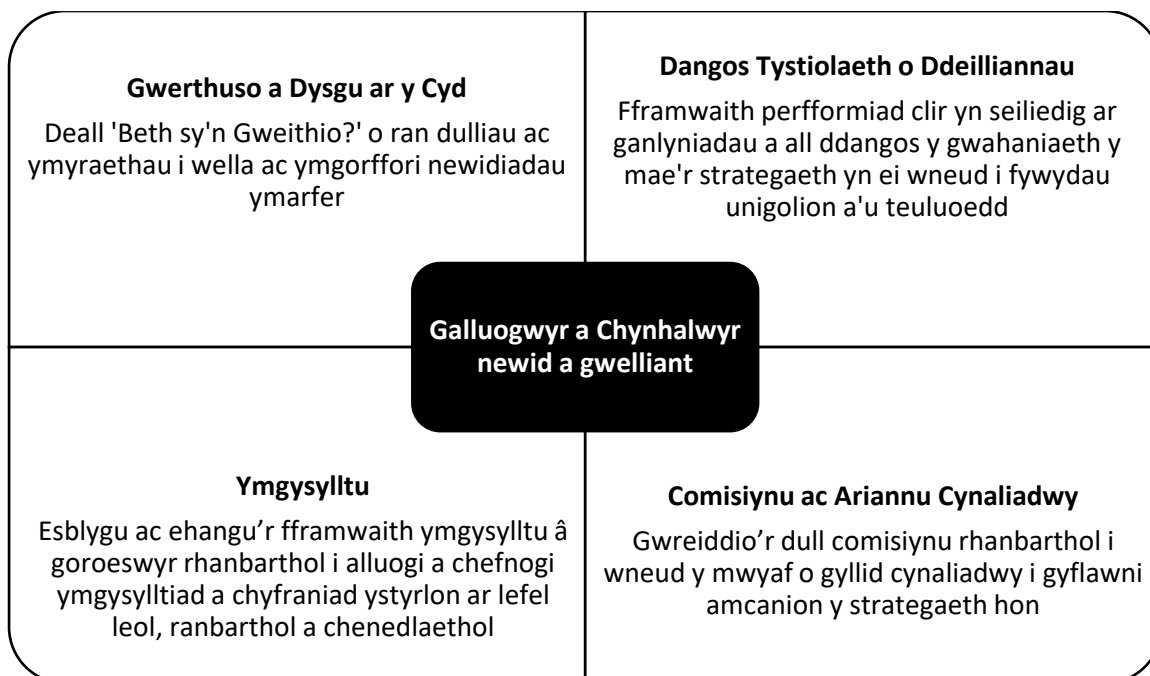 Gwerthuso a Dysgu ar y Cyd
Deall 'Beth sy'n Gweithio?' o ran dulliau ac
ymyraethau i wella ac ymgorffori newidiadau
ymarfer
Dangos Tystiolaeth o Ddeilliannau
Fframwaith perfformiad clir yn seiliedig ar
ganlyniadau a all ddangos y gwahaniaeth y
mae'r strategaeth yn ei wneud i fywydau
unigolion a'u teuluoedd
Galluogwyr a Chynhalwyr
newid a gwelliant
Ymgysylltu
Esblygu ac ehangu’r fframwaith ymgysylltu â
goroeswyr rhanbarthol i alluogi a chefnogi
ymgysylltiad a chyfraniad ystyrlon ar lefel
leol, ranbarthol a chenedlaethol
Comisiynu ac Ariannu Cynaliadwy
Gwreiddio’r dull comisiynu rhanbarthol i
wneud y mwyaf o gyllid cynaliadwy i gyflawni
amcanion y strategaeth hon